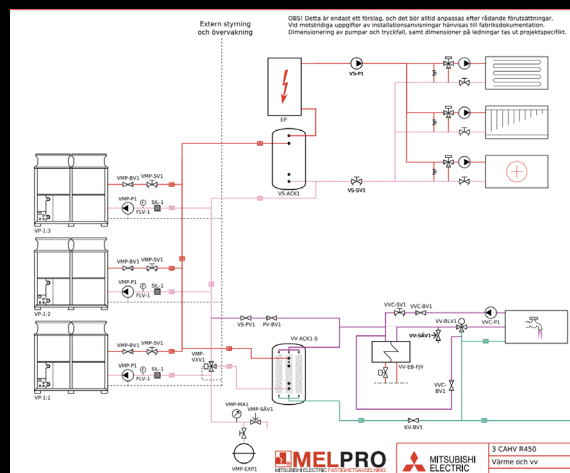 Extern styrning
och övervakning
OBS! Detta är endast ett förslag, och det bör alltid anpassas efter rådande förutsättningar.
Vid motstridiga uppgifter av installationsanvisningar hänvisas till fabriksdokumentation.
Dimensionering av pumpar och tryckfall, samt dimensioner på ledningar tas ut projektspecifikt.
VS-P1
EP
VS-ACK1
VS-SV1
VMP-BV1
VMP-SV1
VMP-P1
F
SIL-1
FLV-1
VP-1:3
VMP-BV1
VMP-SV1
VMP-P1
F
SIL-1
FLV-1
VP-1:2
VMP-BV1
VMP-SV1
VMP-P1
F
SIL-1
FLV-1
VP-1:1
VS-PV1
PV-BV1
VMP-
VXV1
VV-ACK1-5
VVC-SV1
VVC-BV1
VV-BLV1
VVC-P1
VV-SÄV1
VV-EB-FJV
VVC-
BV1
KV-BV1
VMP-MA1
VMP-SÄV1
VMP-EXP1
MELPRO
MITSUBISHI ELECTRIC FASTIGHETSAVDELNING
MITSUBISHI
ELECTRIC
3 CAHV R450
Värme och vv